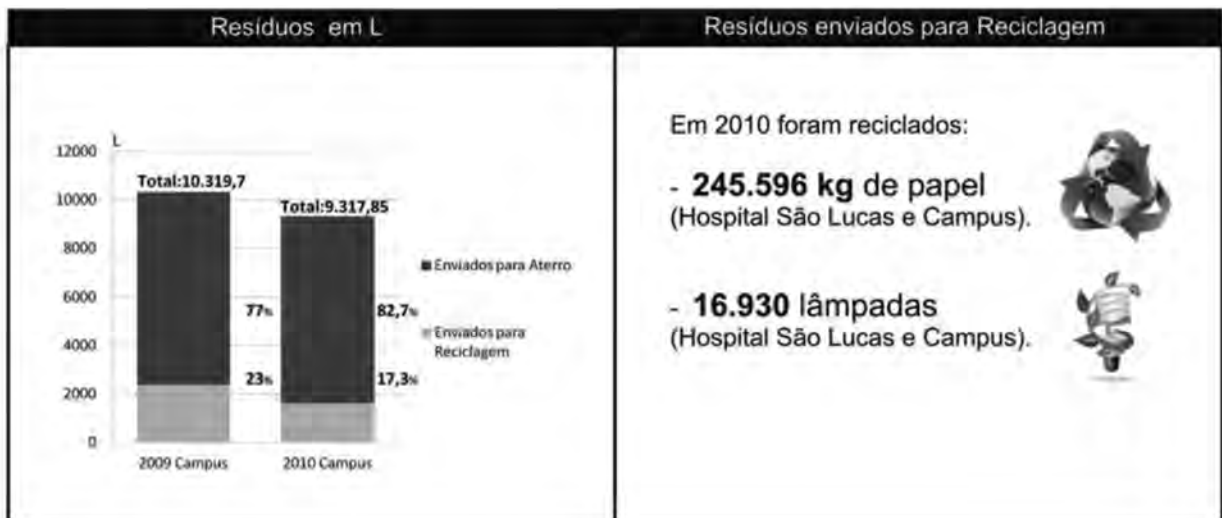 Resíduos em L
L
12000
10000
8000
6000
4000
2000
0
Total:10.319,7
Total:9.317,85
77%
23%
82,7%
17,3%
Enviados para Aterro
Enviados para
Reciclagem
2009 Campus
2010 Campus
Resíduos enviados para Reciclagem
Em 2010 foram reciclados:
- 245.596 kg de papel
(Hospital São Lucas e Campus).
- 16.930 lâmpadas
(Hospital São Lucas e Campus).